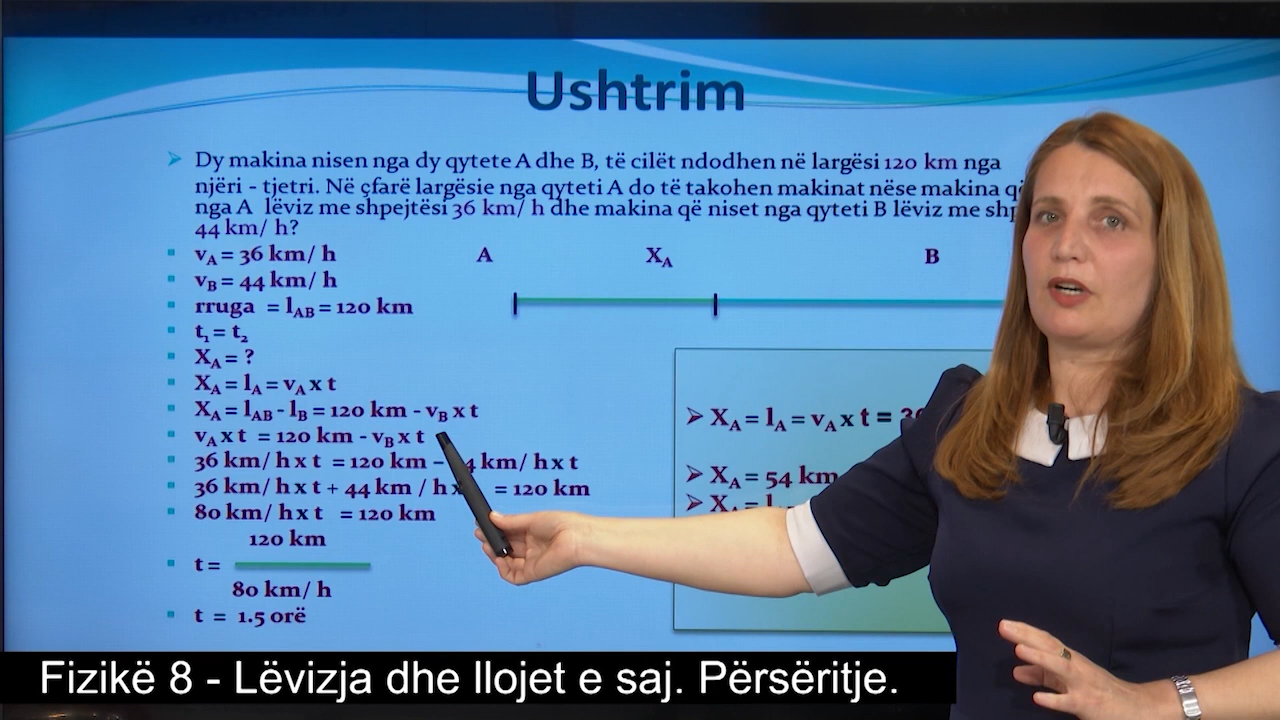 Ushtrim
Dy makina nisen nga dy qytete A dhe B, të cilët ndodhen në largësi 120 km nga
njëri - tjetri. Në çfarë largësie nga qyteti A do të takohen makinat nëse makina
nga A lëviz me shpejtësi 36 km/ h dhe makina që niset nga qyteti B lëviz me
44 km/ h?
vA = 36 km/ h
A XA B
vB = 44 km/ h
rruga = lAB = 120 km
t1 = t2
XA = ?
XA = lA = vA x t
XA = lAB - lB = 120 km - vB x t
vA x t = 120 km - vB x t
36 km/ h x t = 120 km – km/ h x t
36 km/ h x t + 44 km / h = 120 km
80 km/ h x t = 120 km
120 km
t =
80 km/ h
t = 1.5 orë
XA = lA = vA x t =
XA = 54 km
Fizikë 8 - Lëvizja dhe llojet e saj. Përsëritje.